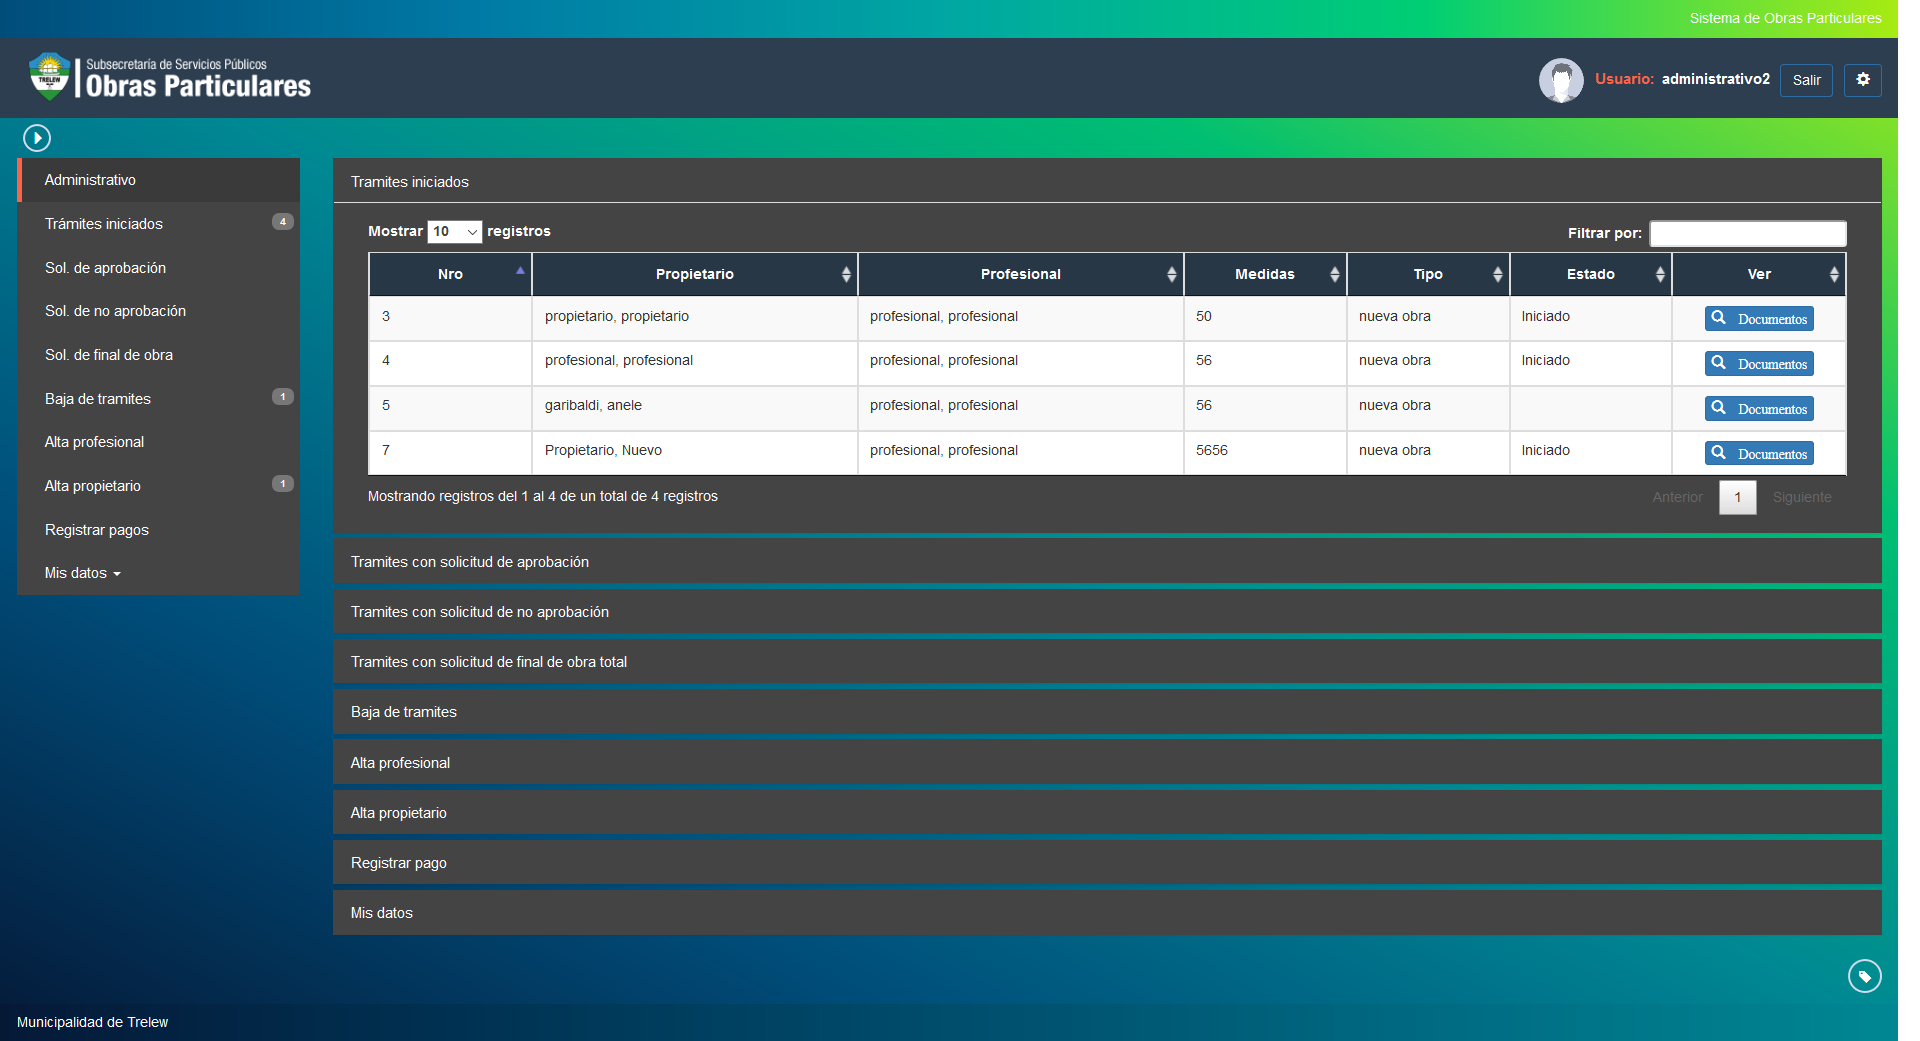 Sistema de Obras Particulares
TRELEW
Subsecretaría de Servicios Públicos
Obras Particulares
Usuario: administrativo2 Salir
Administrativo
Trámites iniciados 4
Sol. de aprobación
Sol. de no aprobación
Sol. de final de obra
Baja de tramites 1
Alta profesional
Alta propietario 1
Registrar pagos
Mis datos
Tramites iniciados
Mostrar 10 registros Filtrar por:
Nro Propietario Profesional Medidas Tipo Estado Ver
3 propietario, propietario profesional, profesional 50 nueva obra Iniciado Documentos
4 profesional, profesional profesional, profesional 56 nueva obra Iniciado Documentos
5 garibaldi, anele profesional, profesional 56 nueva obra Documentos
7 Propietario, Nuevo profesional, profesional 5656 nueva obra Iniciado Documentos
Mostrando registros del 1 al 4 de un total de 4 registros Anterior 1 Siguiente
Tramites con solicitud de aprobación
Tramites con solicitud de no aprobación
Tramites con solicitud de final de obra total
Baja de tramites
Alta profesional
Alta propietario
Registrar pago
Mis datos
Municipalidad de Trelew